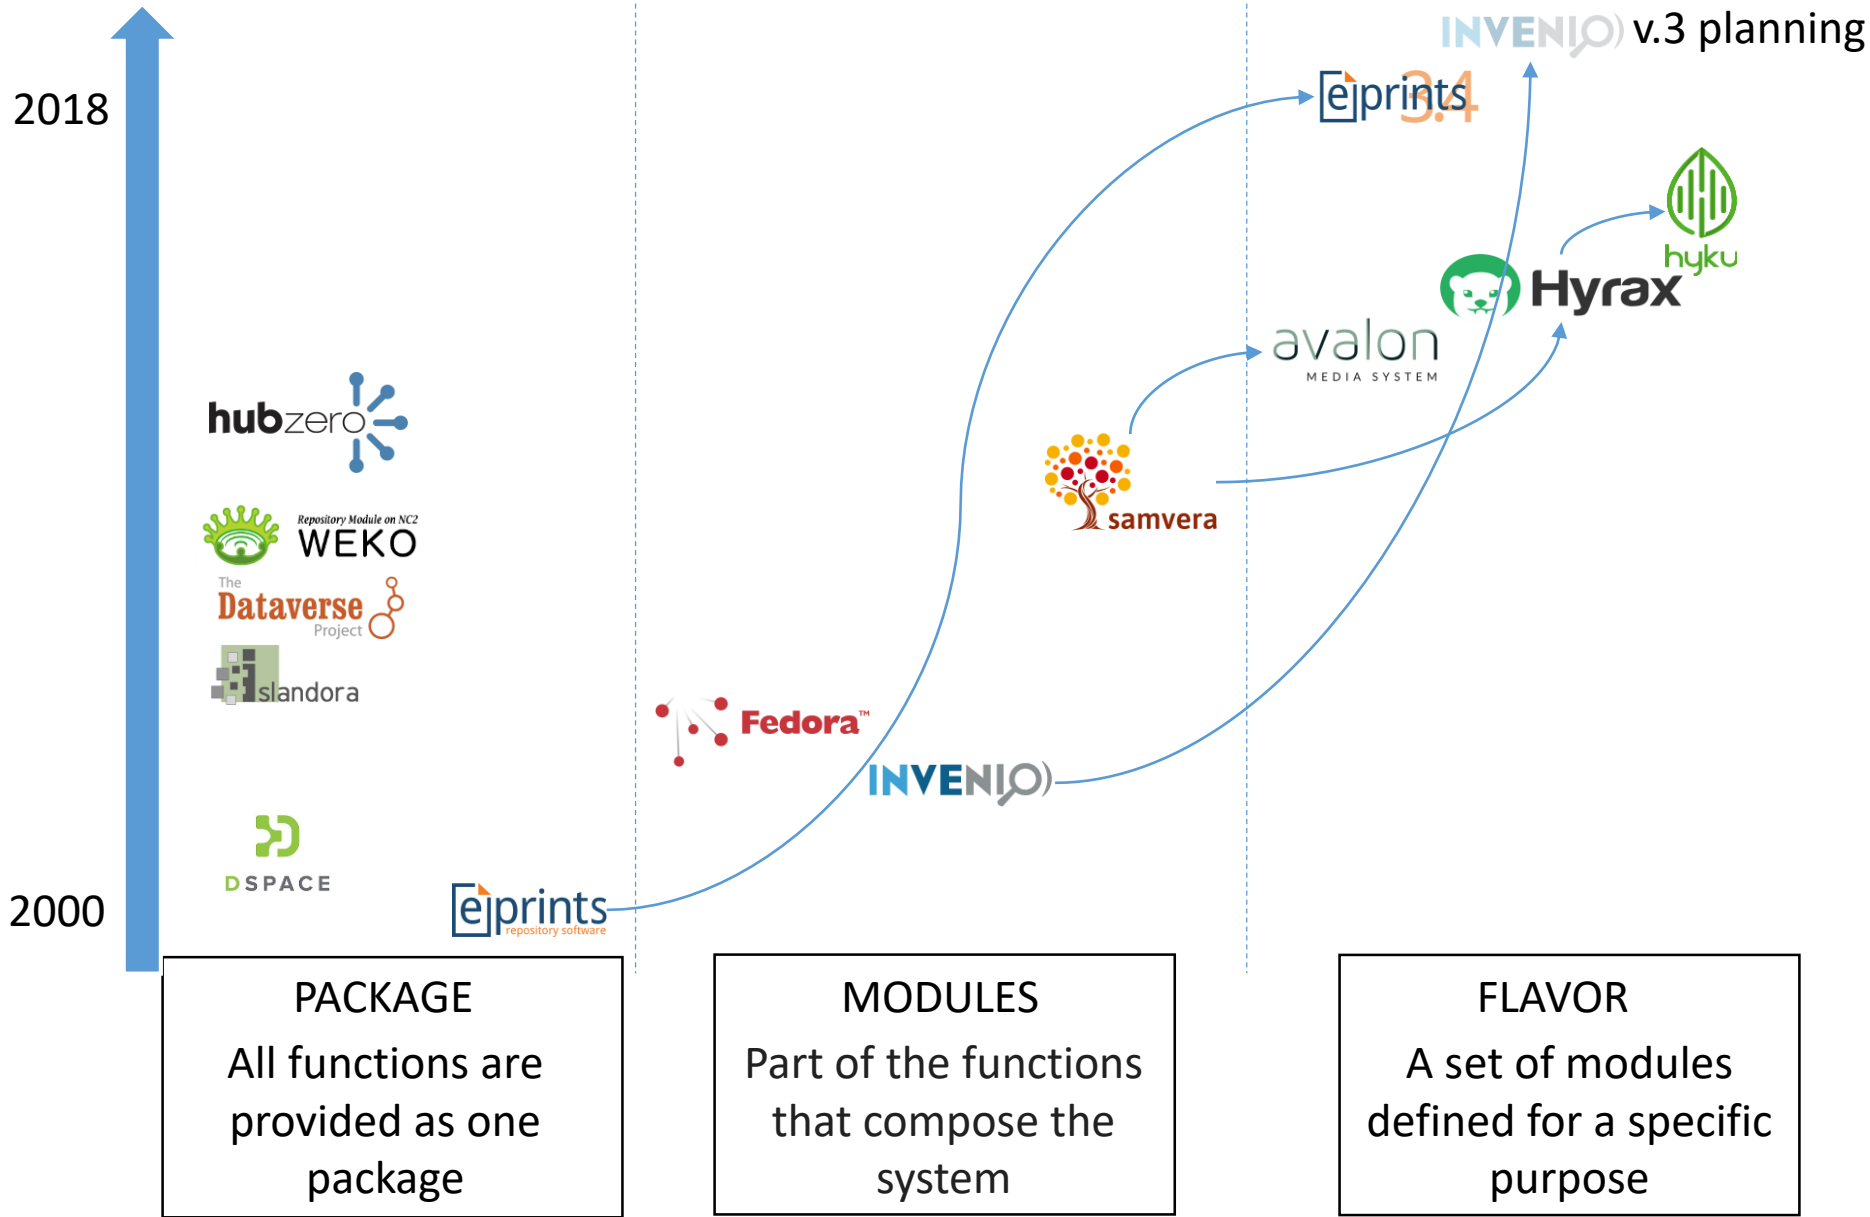 INVENIO v.3 planning
2018
eprints 3.4
hyku
Hyrax
avalon
MEDIA SYSTEM
hubzero
samvera
Repository Module on NC2
WEKO
The
Dataverse
Project
islandora
Fedora™
INVENIO
DSPACE
2000
eprints
repository software
PACKAGE
All functions are
provided as one
package
MODULES
Part of the functions
that compose the
system
FLAVOR
A set of modules
defined for a specific
purpose